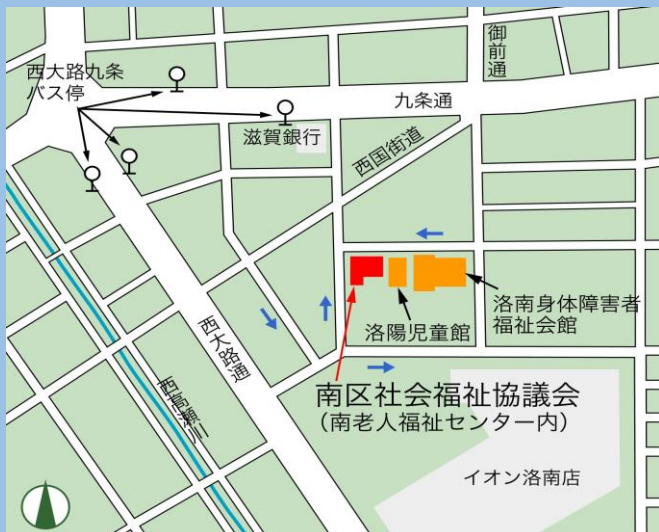 西大路九条
バス停
御前通
九条通
滋賀銀行
西国街道
洛南身体障害者
福祉会館
洛陽児童館
西大路通
西高瀬川
南区社会福祉協議会
（南老人福祉センター内）
イオン洛南店